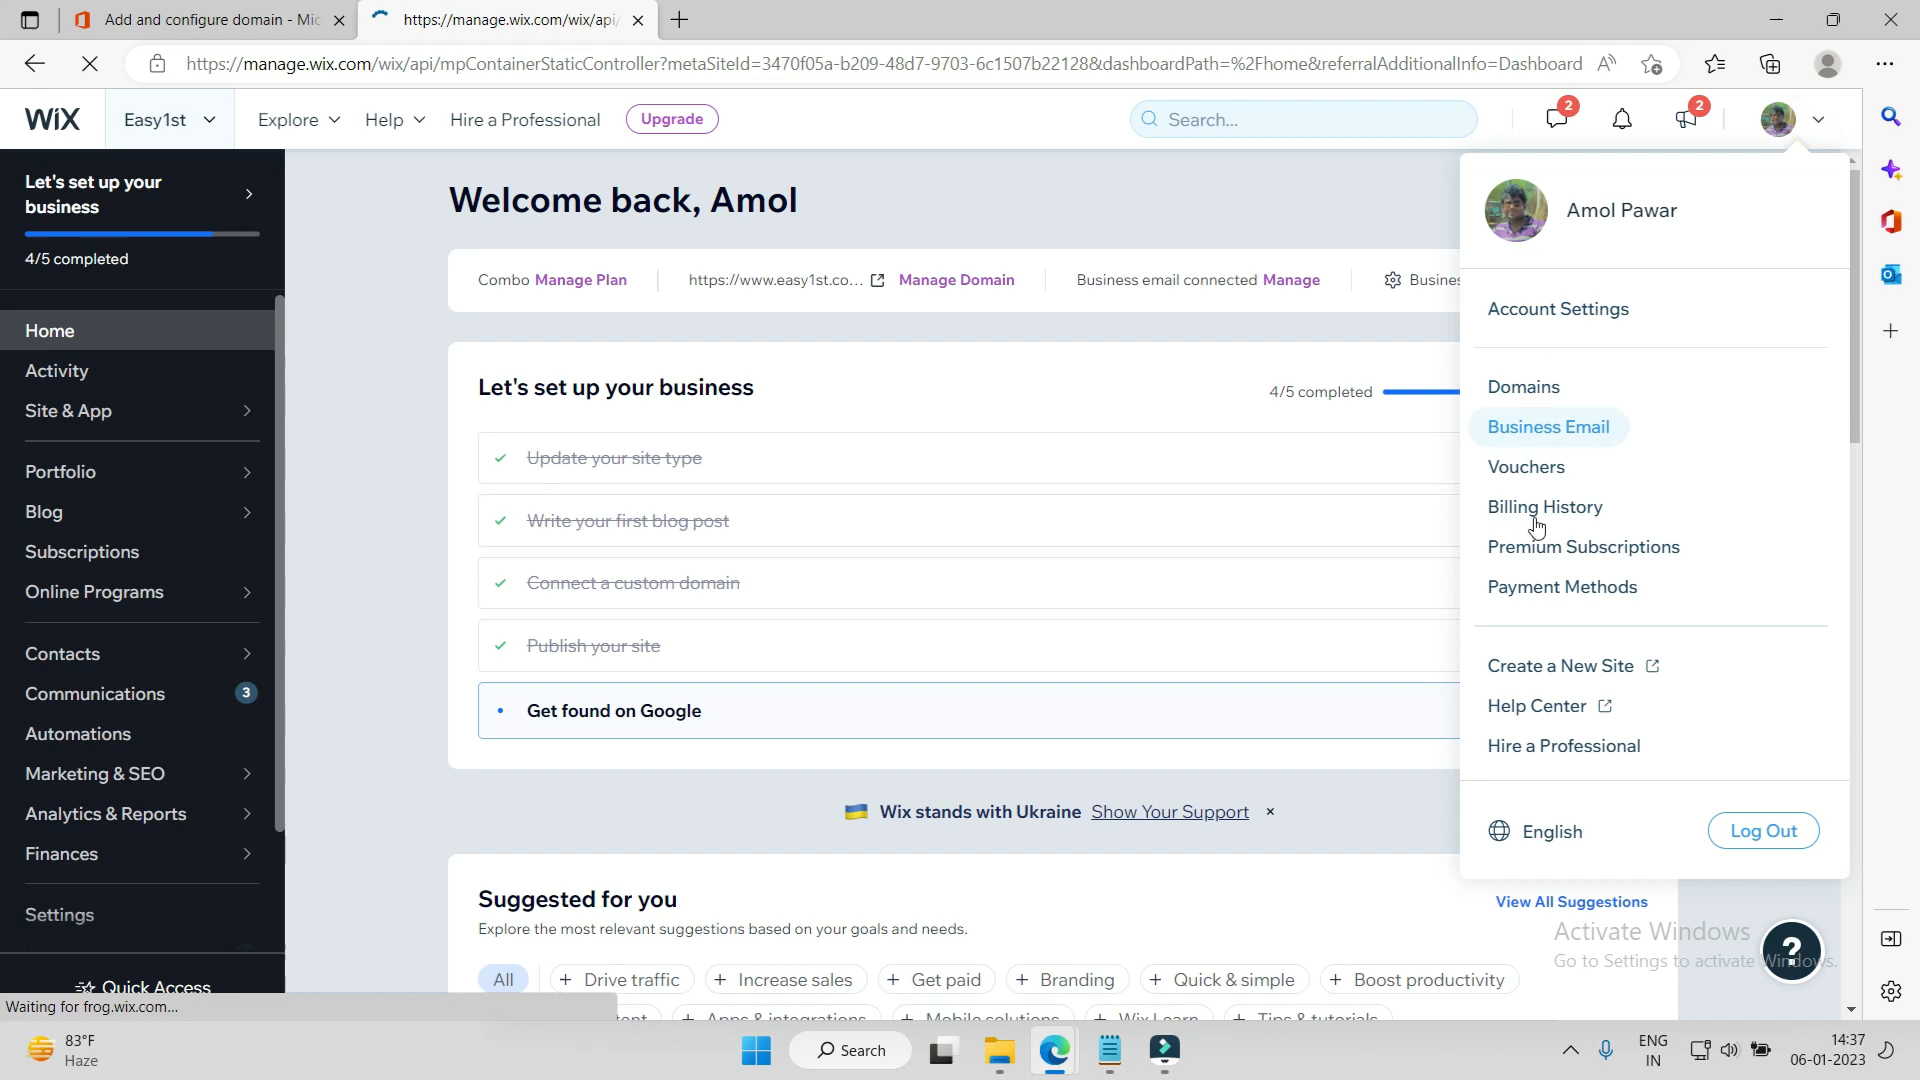 Add and configure domain - Mic
https://manage.wix.com/wix/api/
https://manage.wix.com/wix/api/mpContainerStaticController?metaSiteId=3470f05a-b209-48d7-9703-6c1507b22128&dashboardPath=%2Fhome&referralAdditionalInfo=Dashboard
WiX
Easy1st
Explore
Help
Hire a Professional
Upgrade
Search...
2
2
Let's set up your
business
4/5 completed
Home
Activity
Site & App
Portfolio
Blog
Subscriptions
Online Programs
Contacts
Communications
3
Automations
Marketing & SEO
Analytics & Reports
Finances
Settings
Quick Access
Waiting for frog.wix.com...
Welcome back, Amol
Combo Manage Plan
https://www.easy1st.co... Manage Domain
Business email connected Manage
Busines
Let's set up your business
4/5 completed
Update your site type
Write your first blog post
Connect a custom domain
Publish your site
Get found on Google
Wix stands with Ukraine Show Your Support
Suggested for you
View All Suggestions
Explore the most relevant suggestions based on your goals and needs.
All
+ Drive traffic
+ Increase sales
+ Get paid
+ Branding
+ Quick & simple
+ Boost productivity
+ Apps & integrations
+ Mobile solutions
+ Wix Learn
+ Tips & tutorials
Amol Pawar
Account Settings
Domains
Business Email
Vouchers
Billing History
Premium Subscriptions
Payment Methods
Create a New Site
Help Center
Hire a Professional
English
Log Out
Activate Windows
Go to Settings to activate Windows.
?
83°F
Haze
Search
ENG
IN
14:37
06-01-2023